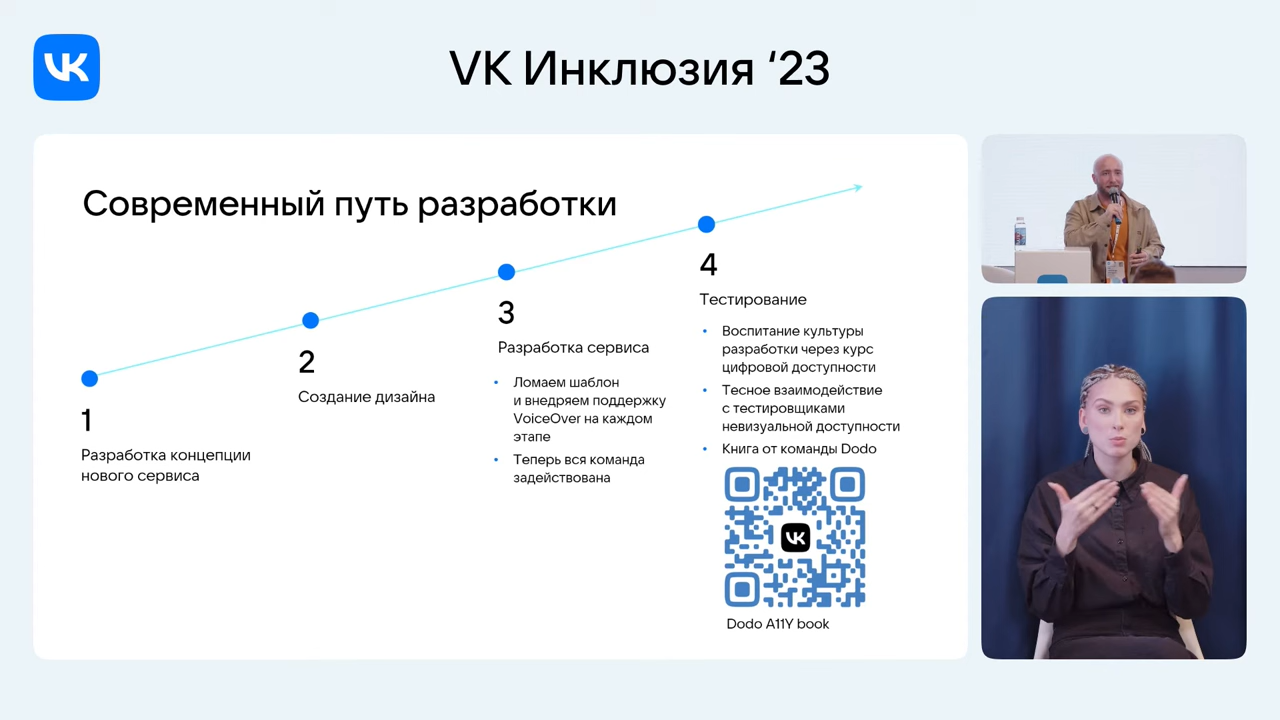 VK Инклюзия ‘23
Современный путь разработки
1
Разработка концепции
нового сервиса
2
Создание дизайна
3
Разработка сервиса
• Ломаем шаблон
и внедряем поддержку
VoiceOver на каждом
этапе
• Теперь вся команда
задействована
4
Тестирование
• Воспитание культуры
разработки через курс
цифровой доступности
• Тесное взаимодействие
с тестировщиками
невизуальной доступности
• Книга от команды Dodo
VK
Dodo A11Y book